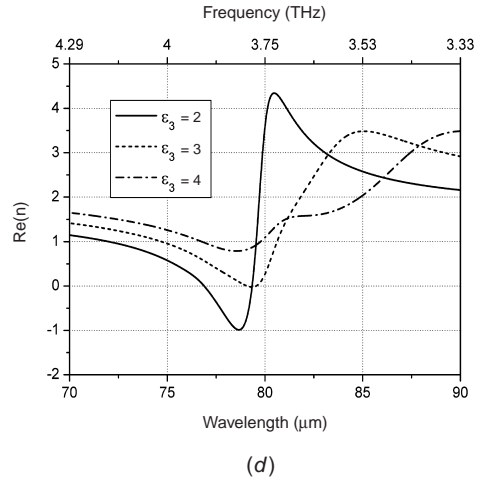 Frequency (THz)
4.29 4 3.75 3.53 3.33
5
4
3
2
1
0
-1
-2
Re(n)
ε3 = 2
ε3 = 3
ε3 = 4
70 75 80 85 90
Wavelength (μm)
(d)